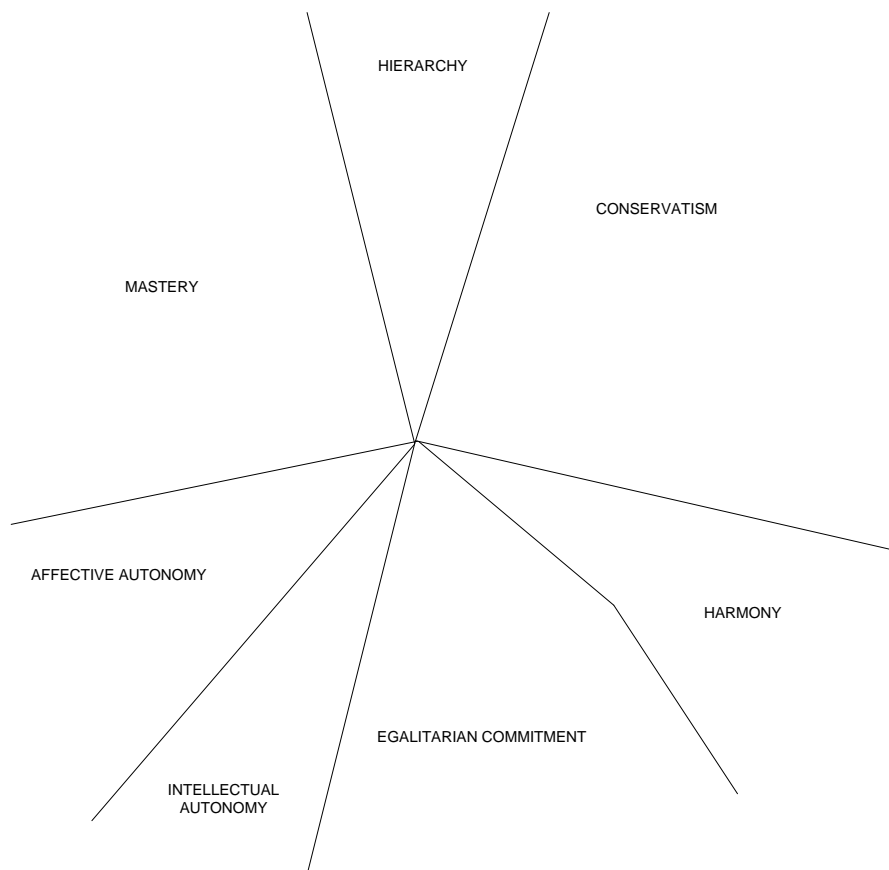 HIERARCHY
CONSERVATISM
MASTERY
AFFECTIVE AUTONOMY
HARMONY
EGALITARIAN COMMITMENT
INTELLECTUAL
AUTONOMY